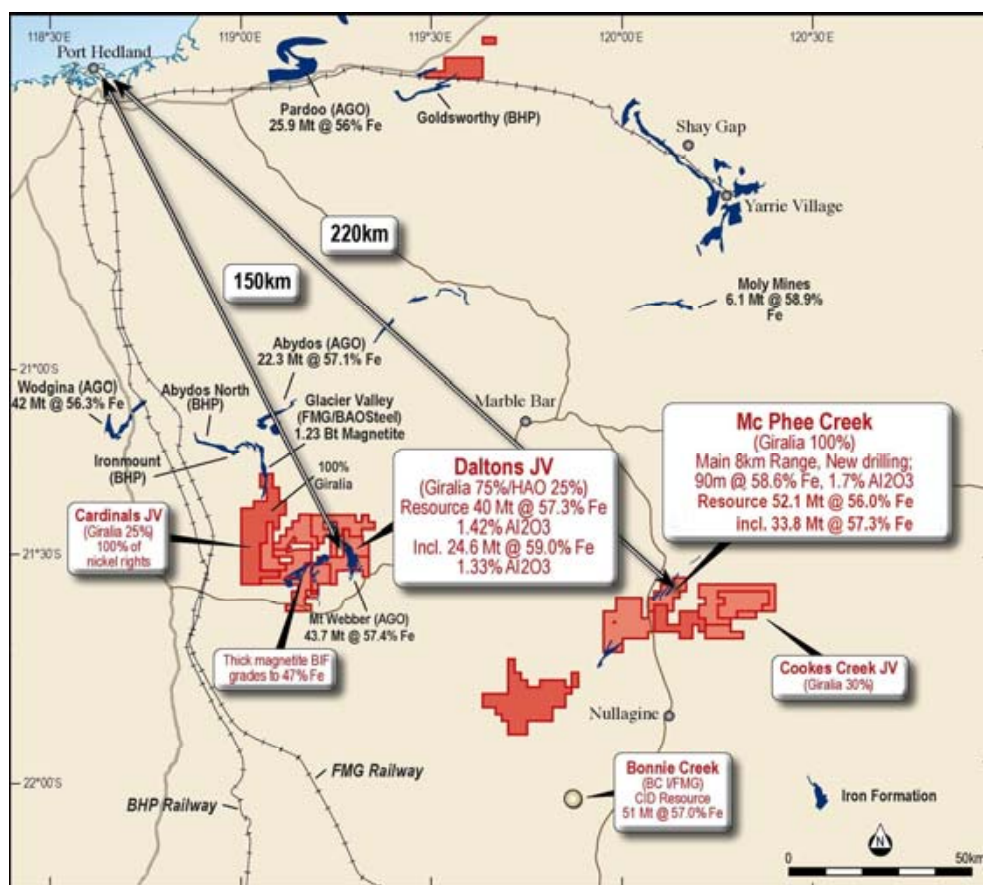 118°30'E
119°00'E
119°30'E
120°00'E
120°30'E
Port Hedland
Pardoo (AGO)
25.9 Mt @ 56% Fe
Goldsworthy (BHP)
Shay Gap
Yarrie Village
220km
150km
Moly Mines
6.1 Mt @ 58.9%
Fe
21°00'S
Abydos (AGO)
22.3 Mt @ 57.1% Fe
Wodgina (AGO)
42 Mt @ 56.3% Fe
Abydos North
(BHP)
Glacier Valley
(FMG/BAOSteel)
1.23 Bt Magnetite
Marble Bar
Ironmount
(BHP)
100%
Giralia
Mc Phee Creek
(Giralia 100%)
Main 8km Range, New drilling;
90m @ 58.6% Fe, 1.7% Al2O3
Resource 52.1 Mt @ 56.0% Fe
incl. 33.8 Mt @ 57.3% Fe
Daltons JV
(Giralia 75%/HAO 25%)
Resource 40 Mt @ 57.3% Fe
1.42% Al2O3
Incl. 24.6 Mt @ 59.0% Fe
1.33% Al2O3
Cardinals JV
(Giralia 25%)
100% of
nickel rights
21°30'S
Mt Webber (AGO)
43.7 Mt @ 57.4% Fe
Thick magnetite BIF
grades to 47% Fe
Cookes Creek JV
(Giralia 30%)
Nullagine
22°00'S
FMG Railway
BHP Railway
Bonnie Creek
(BC I/FMG)
CID Resource
51 Mt @ 57.0% Fe
Iron Formation
N
0
50km